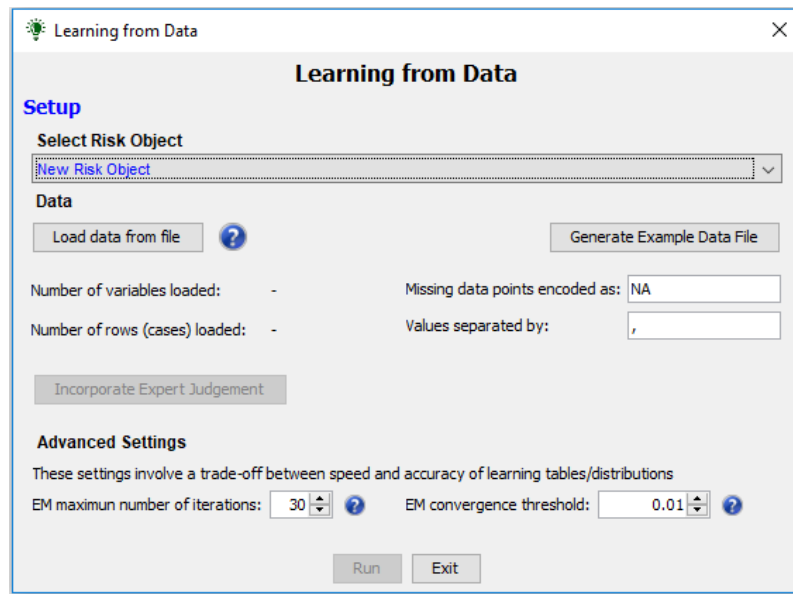 Learning from Data
Learning from Data
Setup
Select Risk Object
New Risk Object
Data
Load data from file ? Generate Example Data File
Number of variables loaded: - Missing data points encoded as: NA
Number of rows (cases) loaded: - Values separated by: ,
Incorporate Expert Judgement
Advanced Settings
These settings involve a trade-off between speed and accuracy of learning tables/distributions
EM maximun number of iterations: 30 ? EM convergence threshold: 0.01 ?
Run Exit